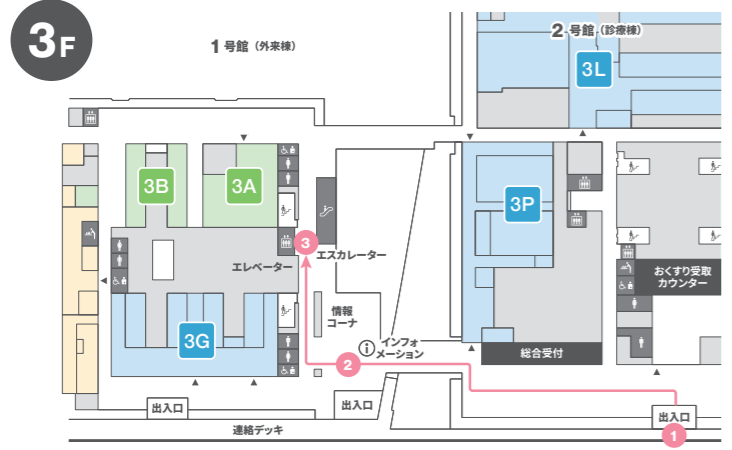 3F
1号館（外来棟）
2号館（診療棟）
3L
3B
3A
3P
3
エレベーター
エスカレーター
おくすり受取
カウンター
情報
コーナ
3G
インフォ
メーション
2
総合受付
出入口
出入口
出入口
1
連絡デッキ